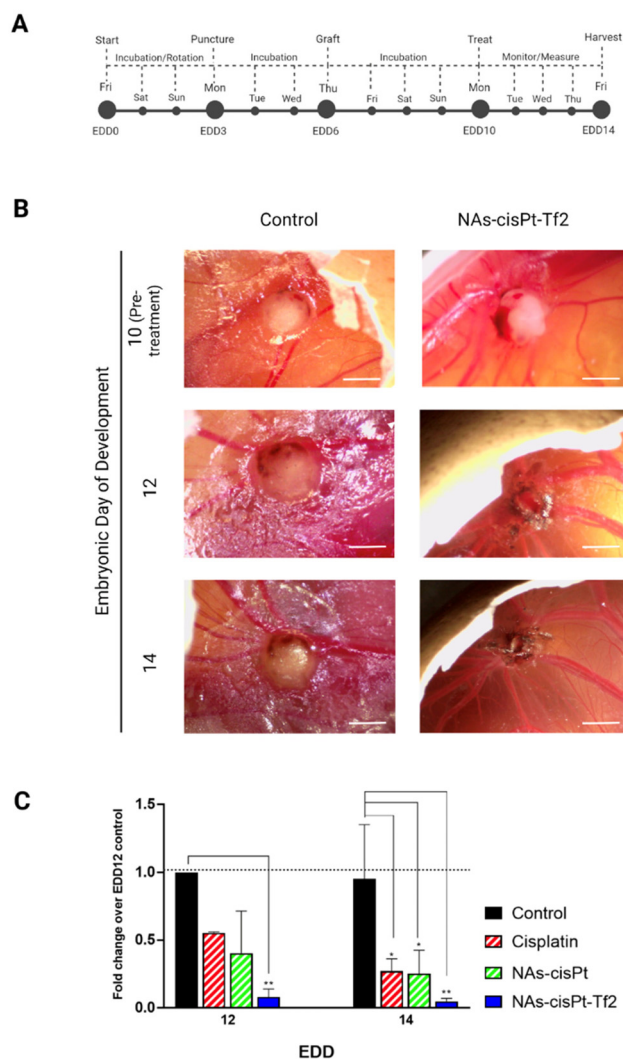 A
Start Puncture Graft Treat Harvest
Incubation/Rotation Incubation Incubation Monitor/Measure
Fri Sat Sun Mon Tue Wed Thu Fri Sat Sun Mon Tue Wed Thu Fri
EDD0 EDD3 EDD6 EDD10 EDD14
B
Control NAs-cisPt-Tf2
Embryonic Day of Development
10 (Pre-
treatment)
12
14
C
Fold change over EDD12 control
1.5
1.0
0.5
0.0
** * * **
12 14
EDD
Control
Cisplatin
NAs-cisPt
NAs-cisPt-Tf2